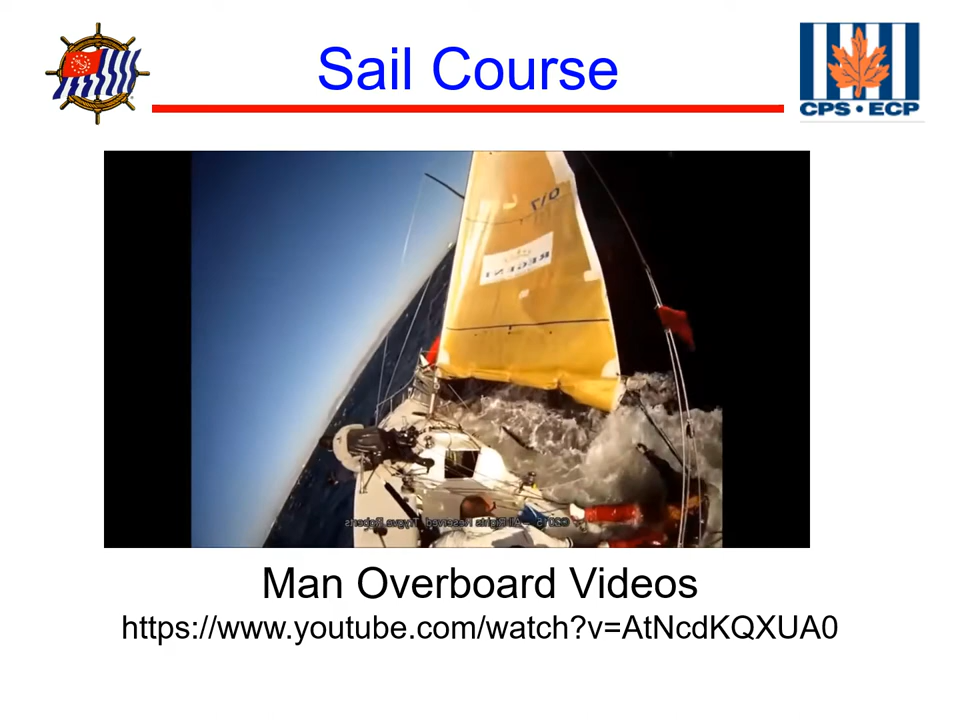 Sail Course
CPS • ECP
Man Overboard Videos
https://www.youtube.com/watch?v=AtNcdKQXUA0